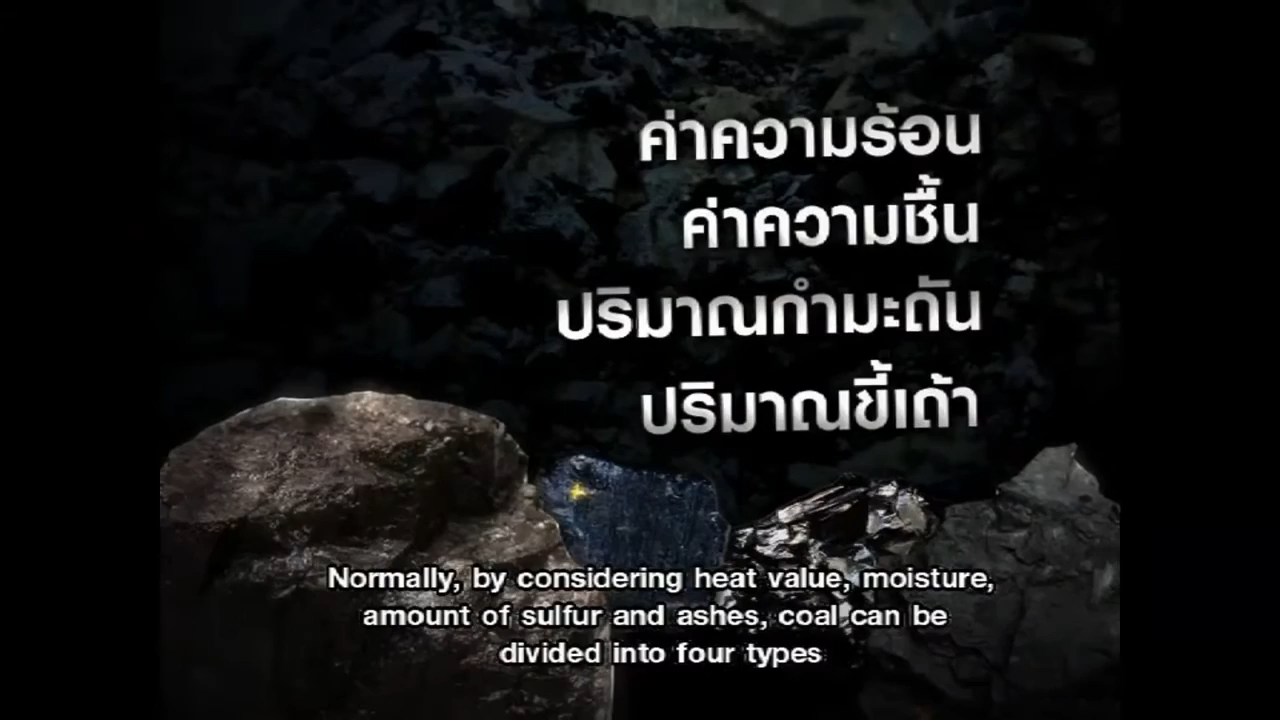 ค่าความร้อน
ค่าความชื้น
ปริมาณกำมะถัน
ปริมาณขี้เถ้า
Normally, by considering heat value, moisture,
amount of sulfur and ashes, coal can be
divided into four types